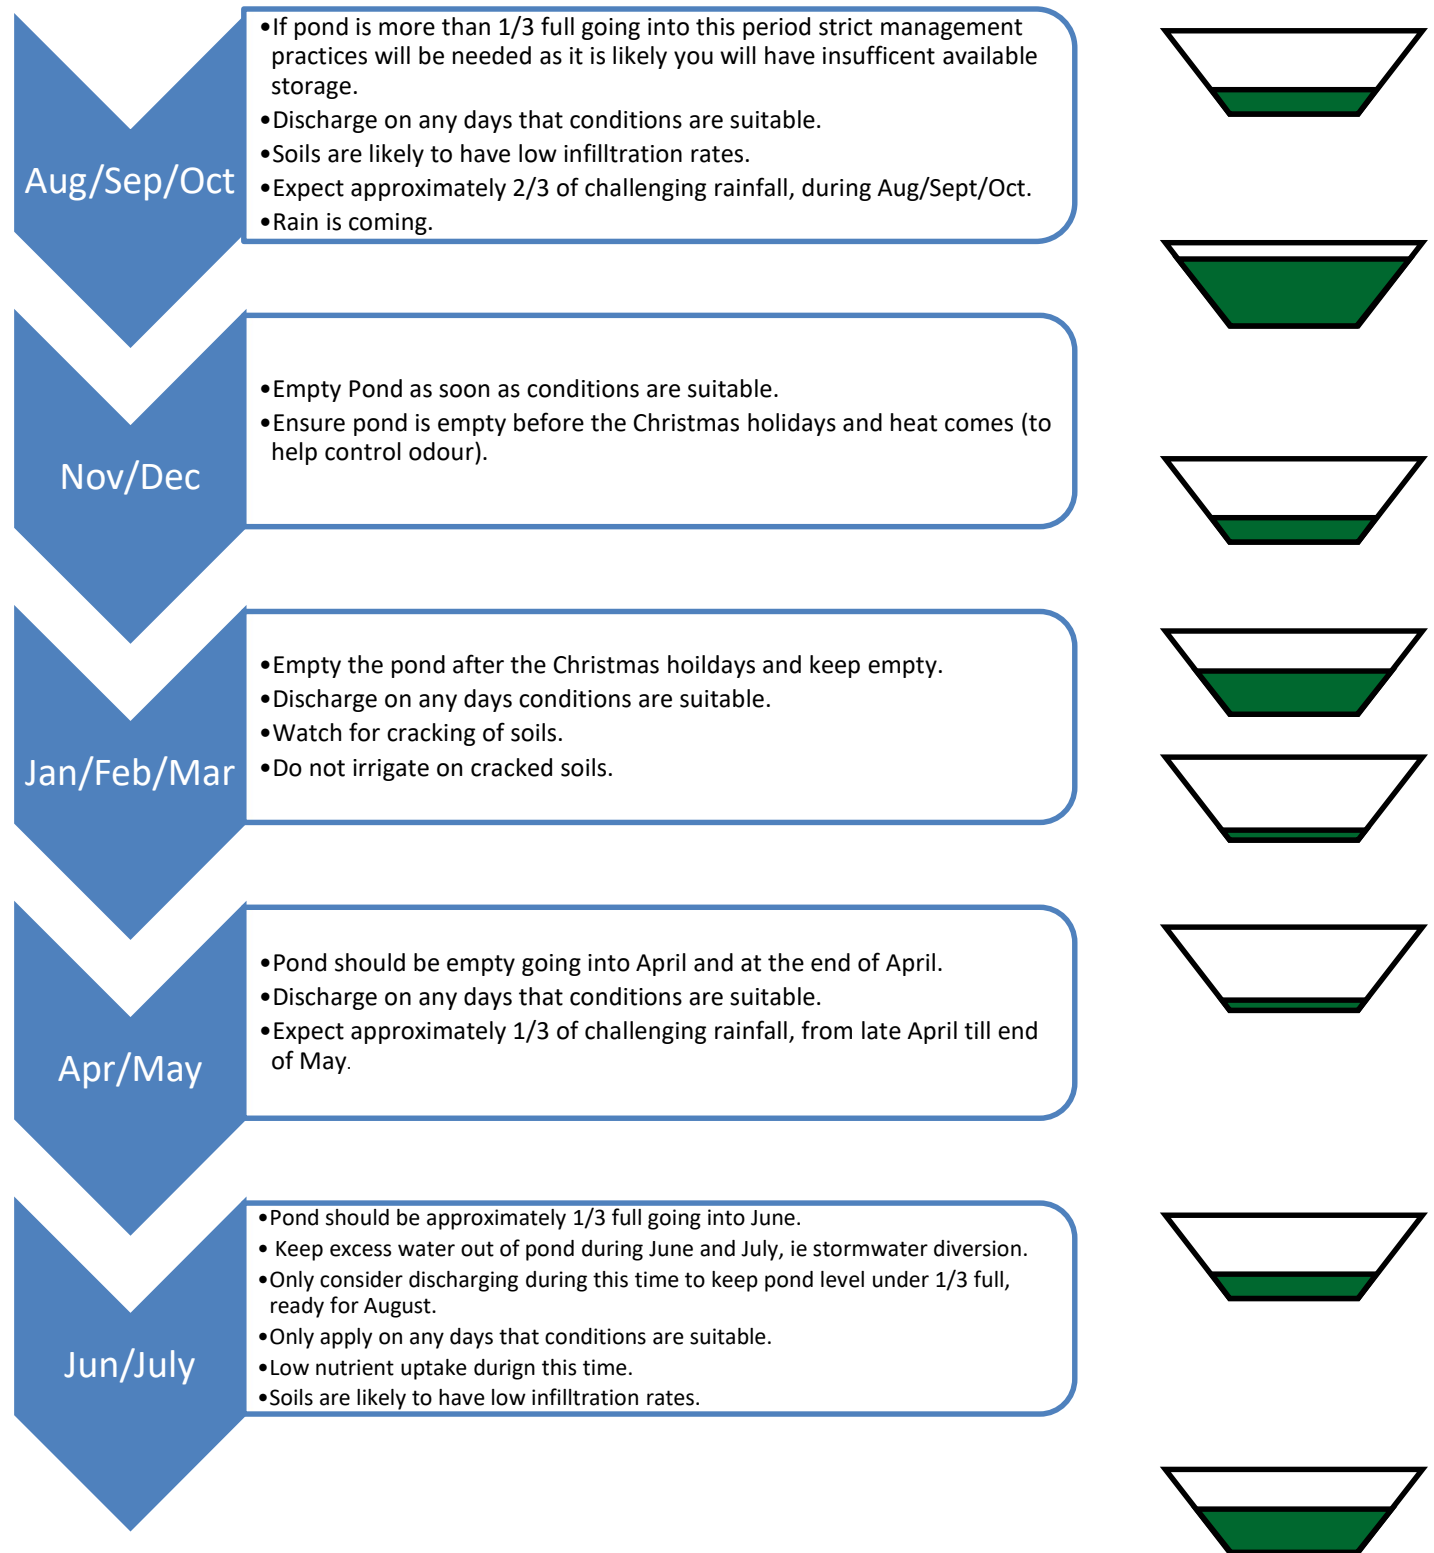 Aug/Sep/Oct
•If pond is more than 1/3 full going into this period strict management
practices will be needed as it is likely you will have insufficent available
storage.
•Discharge on any days that conditions are suitable.
•Soils are likely to have low infilltration rates.
•Expect approximately 2/3 of challenging rainfall, during Aug/Sept/Oct.
•Rain is coming.
Nov/Dec
•Empty Pond as soon as conditions are suitable.
•Ensure pond is empty before the Christmas holidays and heat comes (to
help control odour).
Jan/Feb/Mar
•Empty the pond after the Christmas hoildays and keep empty.
•Discharge on any days conditions are suitable.
•Watch for cracking of soils.
•Do not irrigate on cracked soils.
Apr/May
•Pond should be empty going into April and at the end of April.
•Discharge on any days that conditions are suitable.
•Expect approximately 1/3 of challenging rainfall, from late April till end
of May.
Jun/July
•Pond should be approximately 1/3 full going into June.
• Keep excess water out of pond during June and July, ie stormwater diversion.
•Only consider discharging during this time to keep pond level under 1/3 full,
ready for August.
•Only apply on any days that conditions are suitable.
•Low nutrient uptake durign this time.
•Soils are likely to have low infilltration rates.